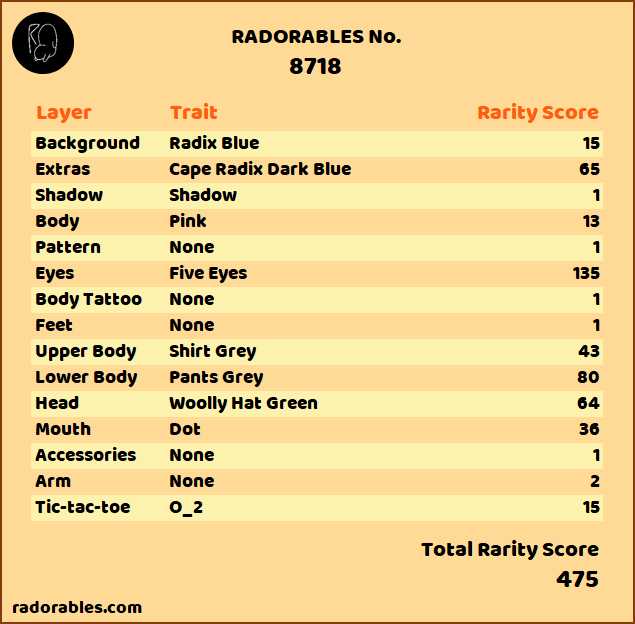 RADORABLES No.
8718
Layer Trait Rarity Score
Background Radix Blue 15
Extras Cape Radix Dark Blue 65
Shadow Shadow 1
Body Pink 13
Pattern None 1
Eyes Five Eyes 135
Body Tattoo None 1
Feet None 1
Upper Body Shirt Grey 43
Lower Body Pants Grey 80
Head Woolly Hat Green 64
Mouth Dot 36
Accessories None 1
Arm None 2
Tic-tac-toe O_2 15
Total Rarity Score
475
radorables.com